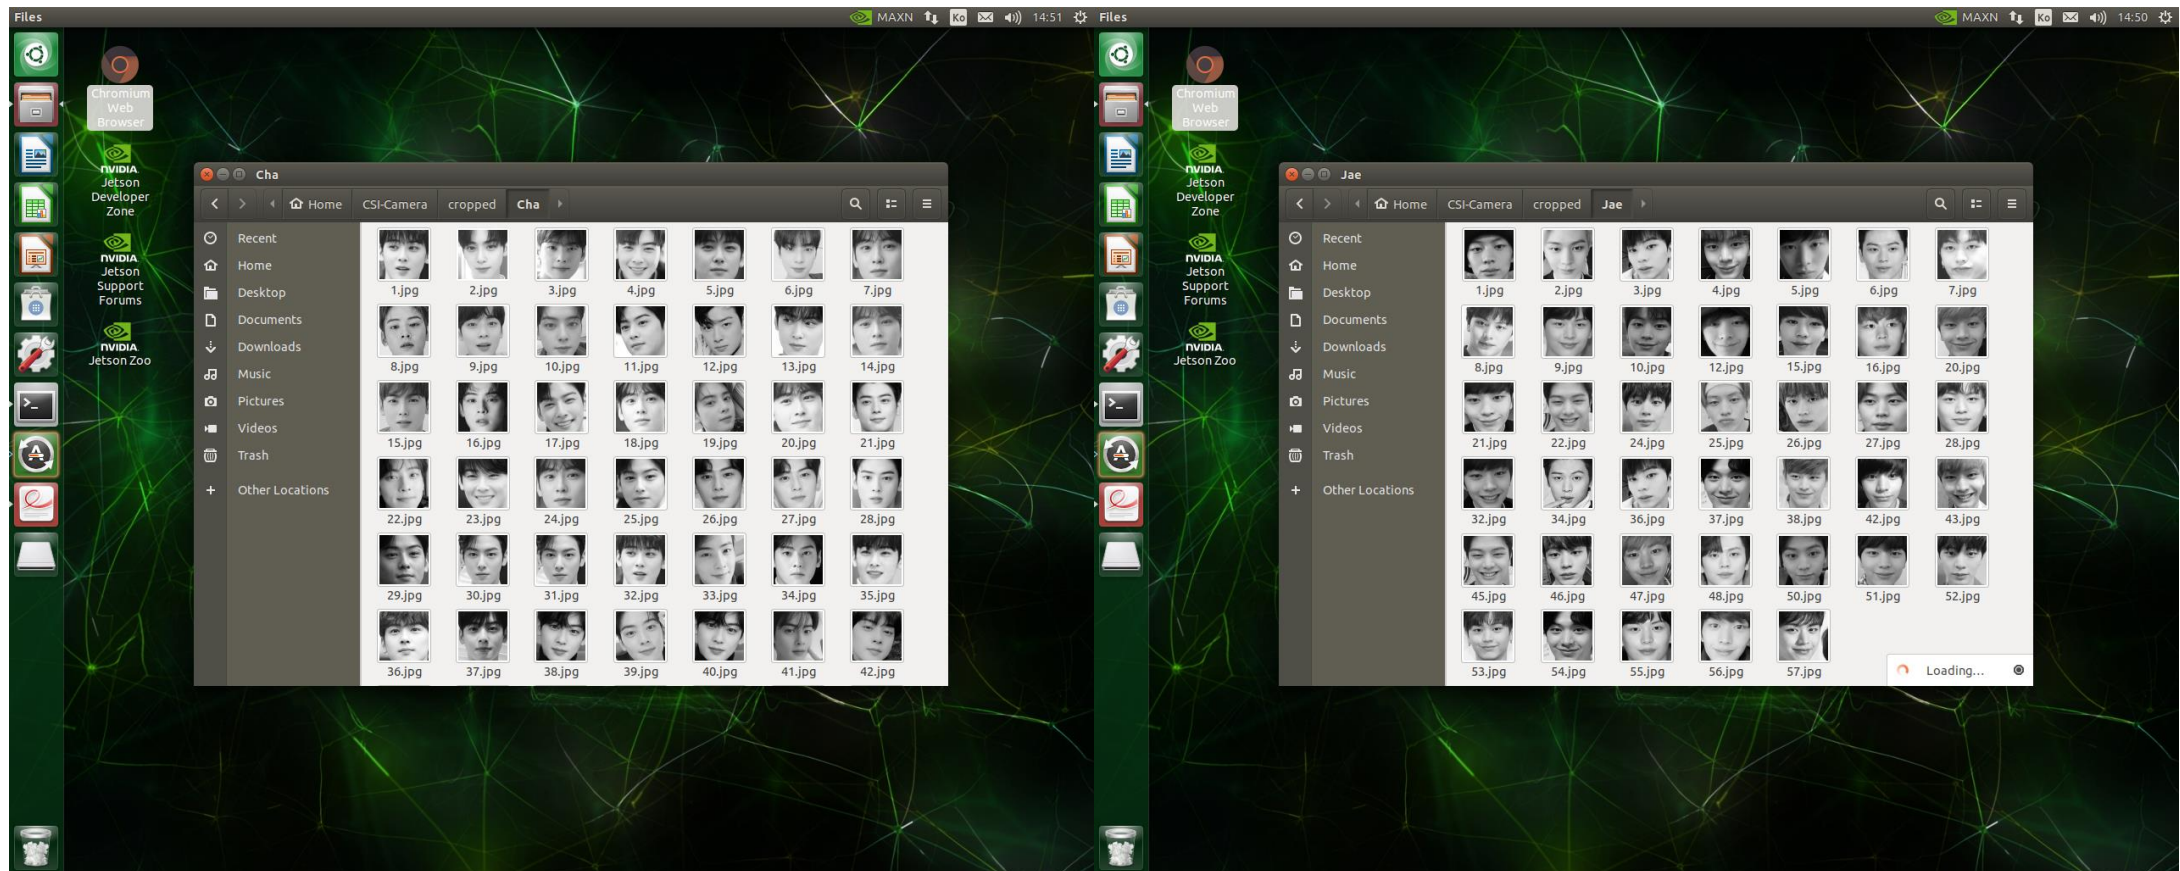 Files
MAXN Ko 14:51
Chromium
Web
Browser
nVIDIA
Jetson
Developer
Zone
nVIDIA
Jetson
Support
Forums
nVIDIA
Jetson Zoo
Cha
Home CSI-Camera cropped Cha
Recent
Home
Desktop
Documents
Downloads
Music
Pictures
Videos
Trash
Other Locations
1.jpg 2.jpg 3.jpg 4.jpg 5.jpg 6.jpg 7.jpg
8.jpg 9.jpg 10.jpg 11.jpg 12.jpg 13.jpg 14.jpg
15.jpg 16.jpg 17.jpg 18.jpg 19.jpg 20.jpg 21.jpg
22.jpg 23.jpg 24.jpg 25.jpg 26.jpg 27.jpg 28.jpg
29.jpg 30.jpg 31.jpg 32.jpg 33.jpg 34.jpg 35.jpg
36.jpg 37.jpg 38.jpg 39.jpg 40.jpg 41.jpg 42.jpg
Files
MAXN Ko 14:50
Chromium
Web
Browser
nVIDIA
Jetson
Developer
Zone
nVIDIA
Jetson
Support
Forums
nVIDIA
Jetson Zoo
Jae
Home CSI-Camera cropped Jae
Recent
Home
Desktop
Documents
Downloads
Music
Pictures
Videos
Trash
Other Locations
1.jpg 2.jpg 3.jpg 4.jpg 5.jpg 6.jpg 7.jpg
8.jpg 9.jpg 10.jpg 12.jpg 15.jpg 16.jpg 20.jpg
21.jpg 22.jpg 24.jpg 25.jpg 26.jpg 27.jpg 28.jpg
32.jpg 34.jpg 36.jpg 37.jpg 38.jpg 42.jpg 43.jpg
45.jpg 46.jpg 47.jpg 48.jpg 50.jpg 51.jpg 52.jpg
53.jpg 54.jpg 55.jpg 56.jpg 57.jpg
Loading...